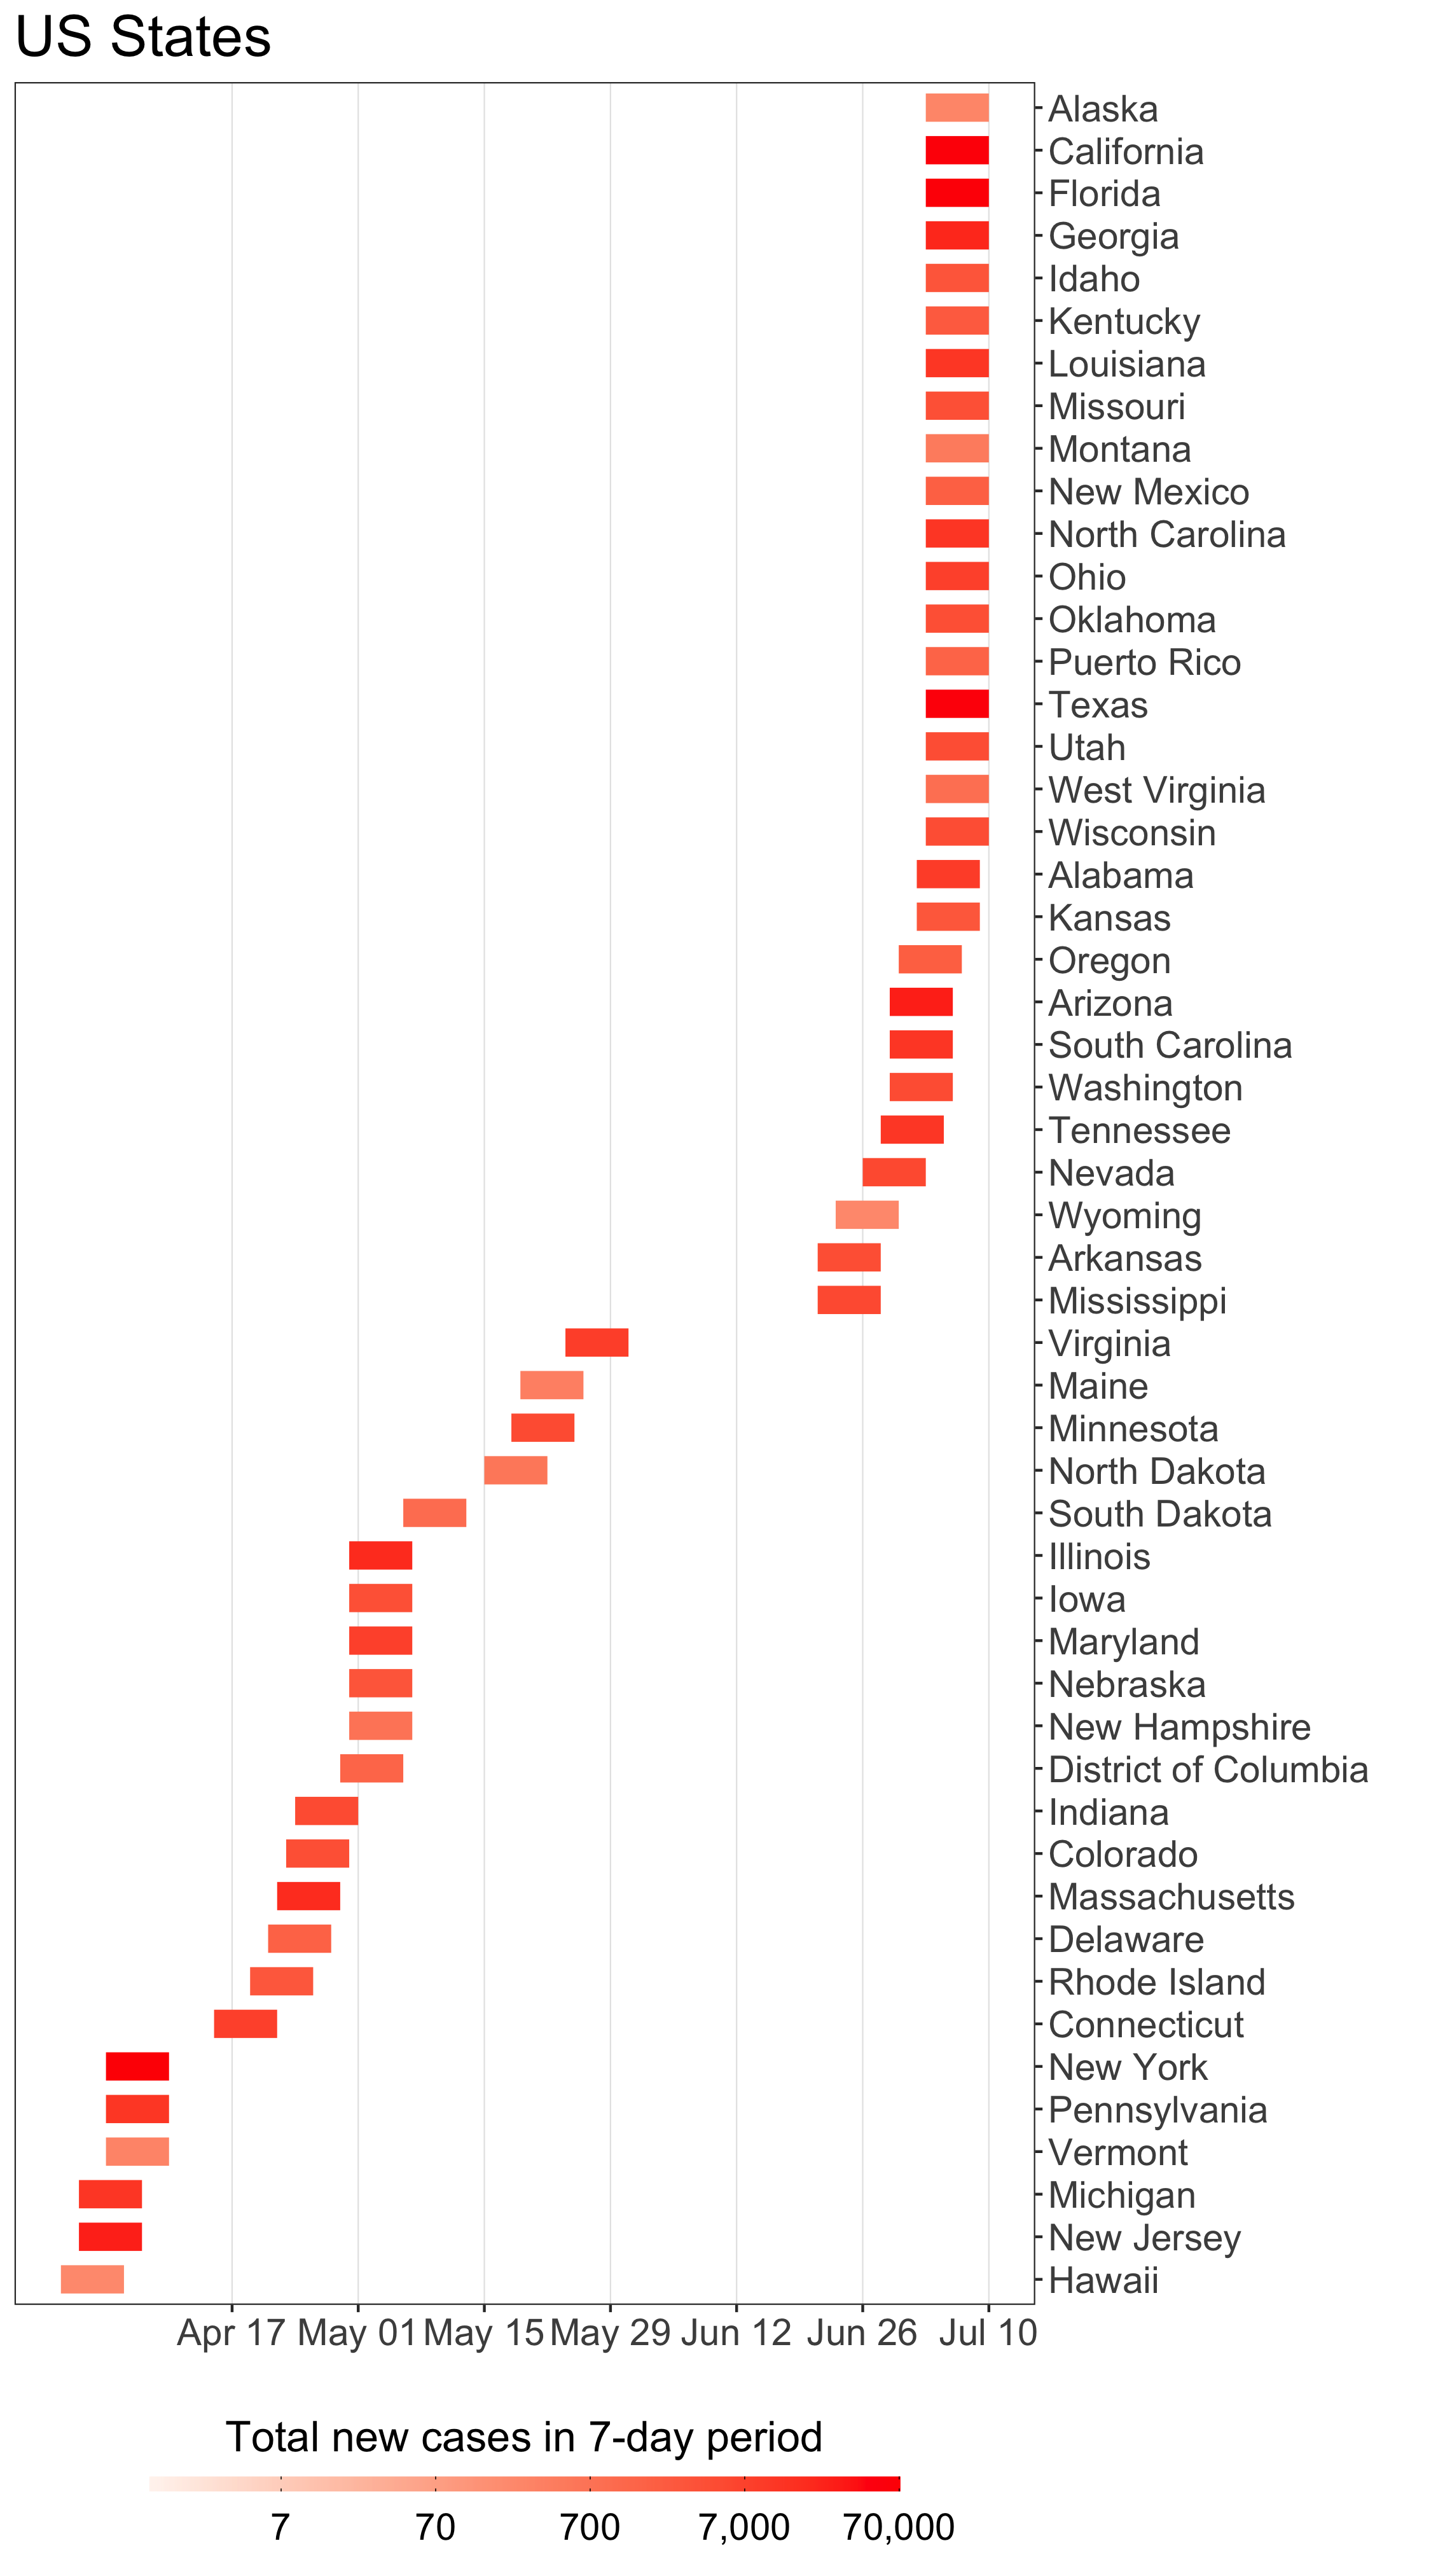 US States
Alaska
California
Florida
Georgia
Idaho
Kentucky
Louisiana
Missouri
Montana
New Mexico
North Carolina
Ohio
Oklahoma
Puerto Rico
Texas
Utah
West Virginia
Wisconsin
Alabama
Kansas
Oregon
Arizona
South Carolina
Washington
Tennessee
Nevada
Wyoming
Arkansas
Mississippi
Virginia
Maine
Minnesota
North Dakota
South Dakota
Illinois
Iowa
Maryland
Nebraska
New Hampshire
District of Columbia
Indiana
Colorado
Massachusetts
Delaware
Rhode Island
Connecticut
New York
Pennsylvania
Vermont
Michigan
New Jersey
Hawaii
Apr 17 May 01 May 15 May 29 Jun 12 Jun 26 Jul 10
Total new cases in 7-day period
7 70 700 7,000 70,000